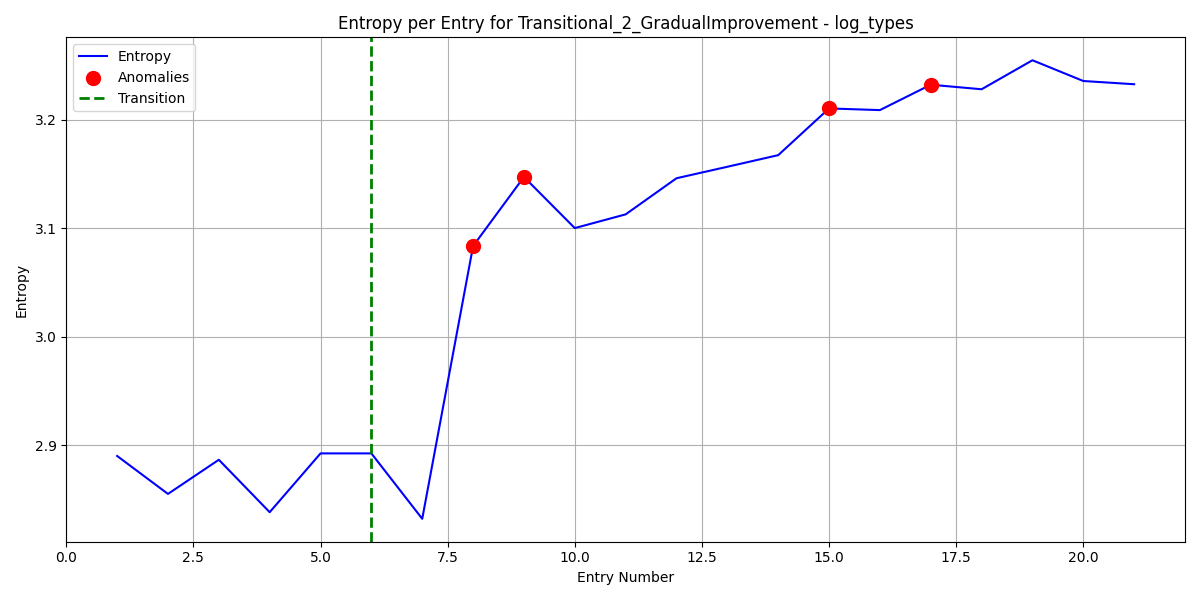 Entropy per Entry for Transitional_2_GradualImprovement - log_types
Entropy
Anomalies
Transition
Entropy
3.2
3.1
3.0
2.9
0.0 2.5 5.0 7.5 10.0 12.5 15.0 17.5 20.0
Entry Number